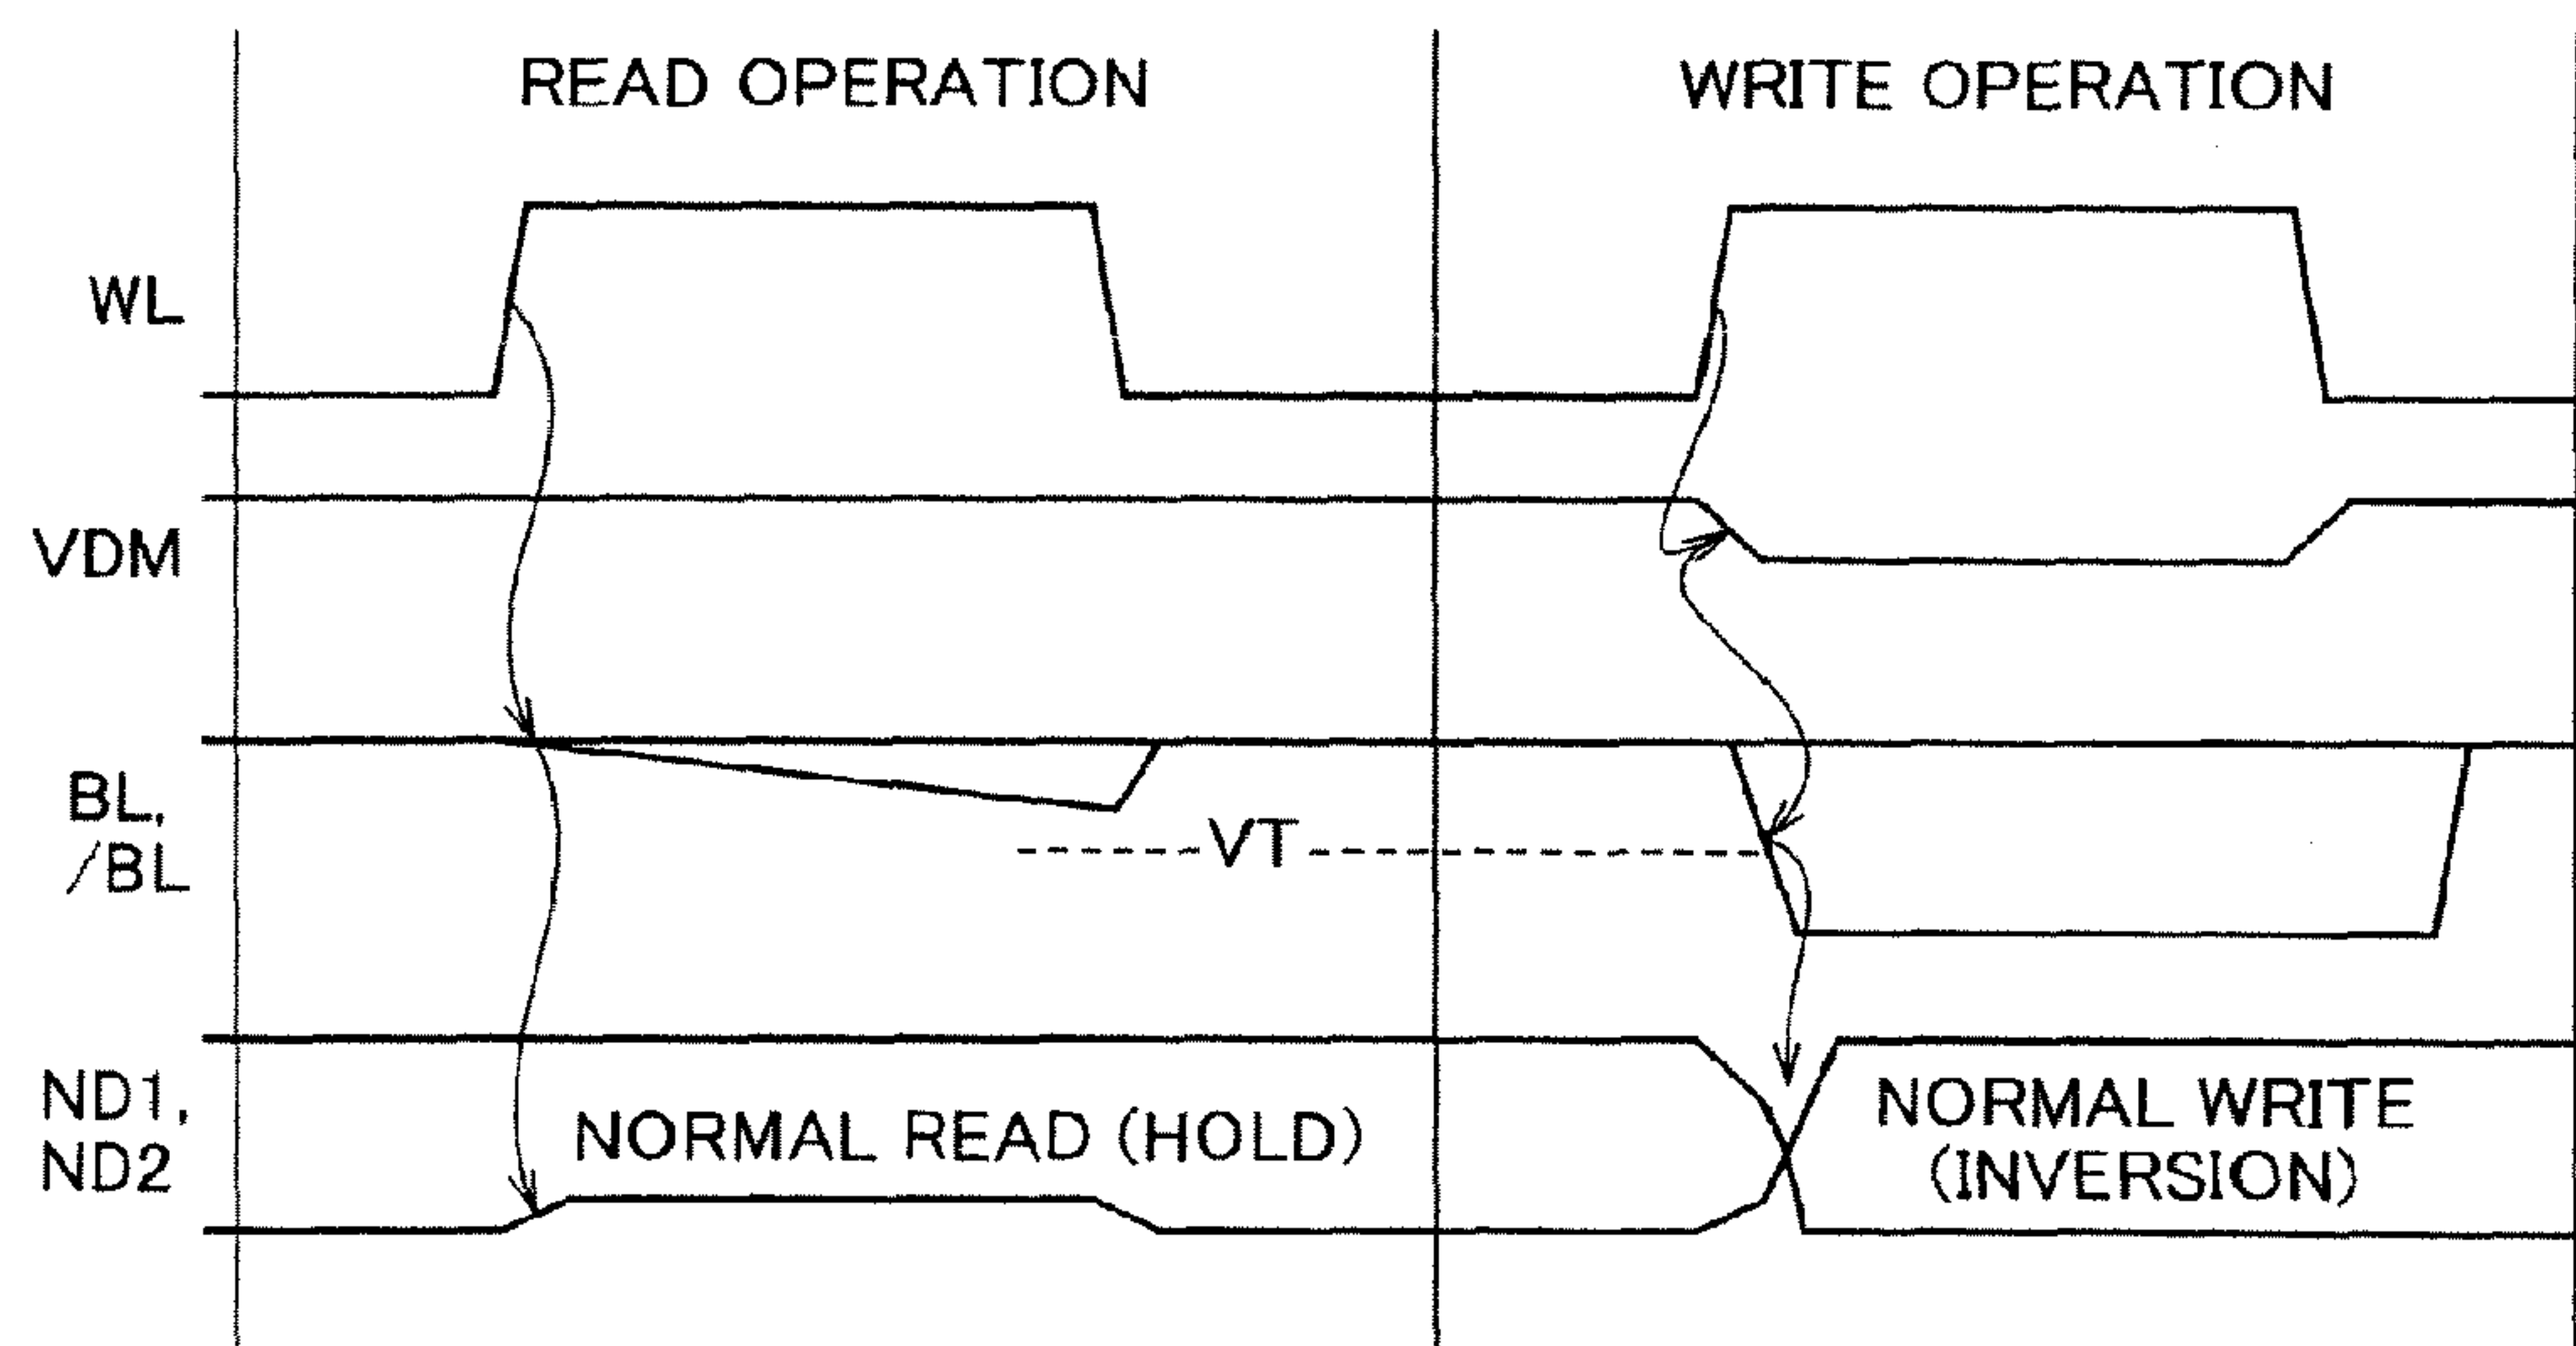 READ OPERATION
WRITE OPERATION
WL
VDM
BL,
/BL
VT
ND1,
ND2
NORMAL READ (HOLD)
NORMAL WRITE
(INVERSION)